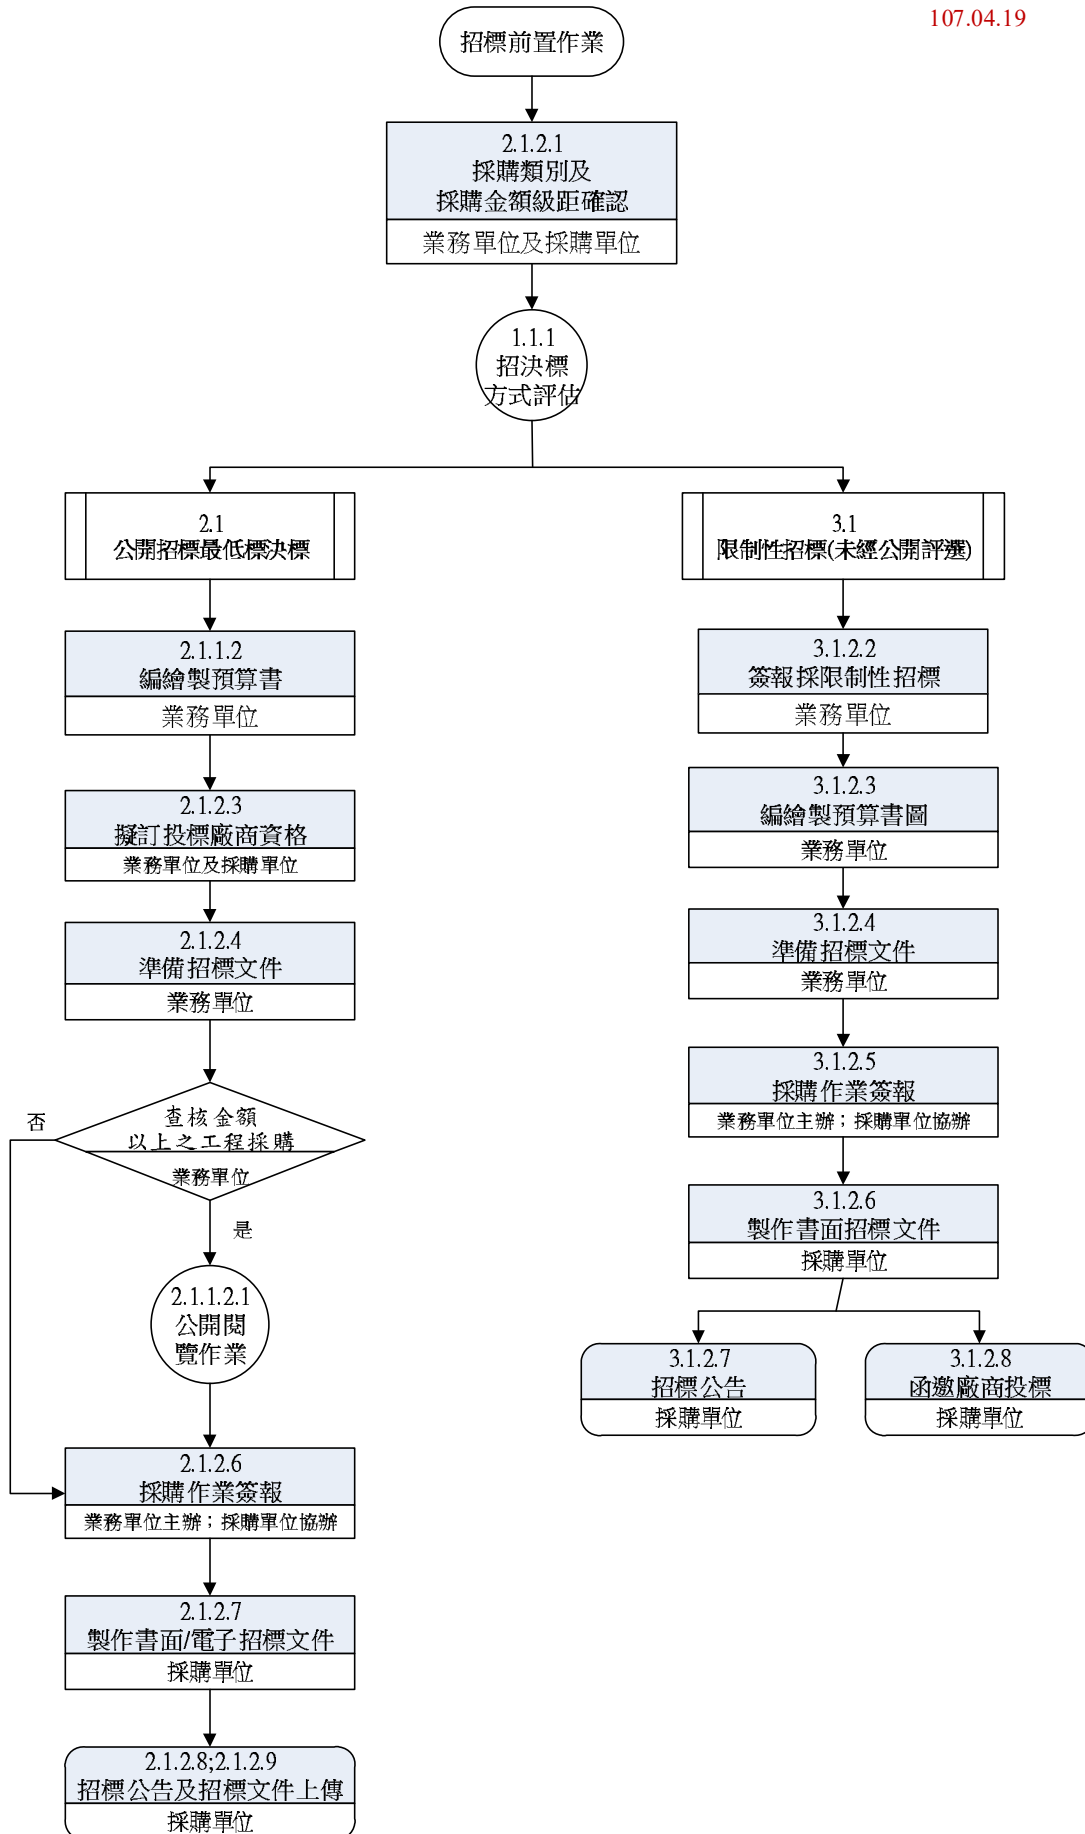 107.04.19
招標前置作業
2.1.2.1
採購類別及
採購金額級距確認
業務單位及採購單位
1.1.1
招決標
方式評估
2.1
公開招標最低標決標
2.1.1.2
編繪製預算書
業務單位
2.1.2.3
擬訂投標廠商資格
業務單位及採購單位
2.1.2.4
準備招標文件
業務單位
查核金額
以上之工程採購
業務單位
否
是
2.1.1.2.1
公開閱
覽作業
2.1.2.6
採購作業簽報
業務單位主辦；採購單位協辦
2.1.2.7
製作書面/電子招標文件
採購單位
2.1.2.8;2.1.2.9
招標公告及招標文件上傳
採購單位
3.1
限制性招標(未經公開評選)
3.1.2.2
簽報採限制性招標
業務單位
3.1.2.3
編繪製預算書圖
業務單位
3.1.2.4
準備招標文件
業務單位
3.1.2.5
採購作業簽報
業務單位主辦；採購單位協辦
3.1.2.6
製作書面招標文件
採購單位
3.1.2.7
招標公告
採購單位
3.1.2.8
函邀廠商投標
採購單位